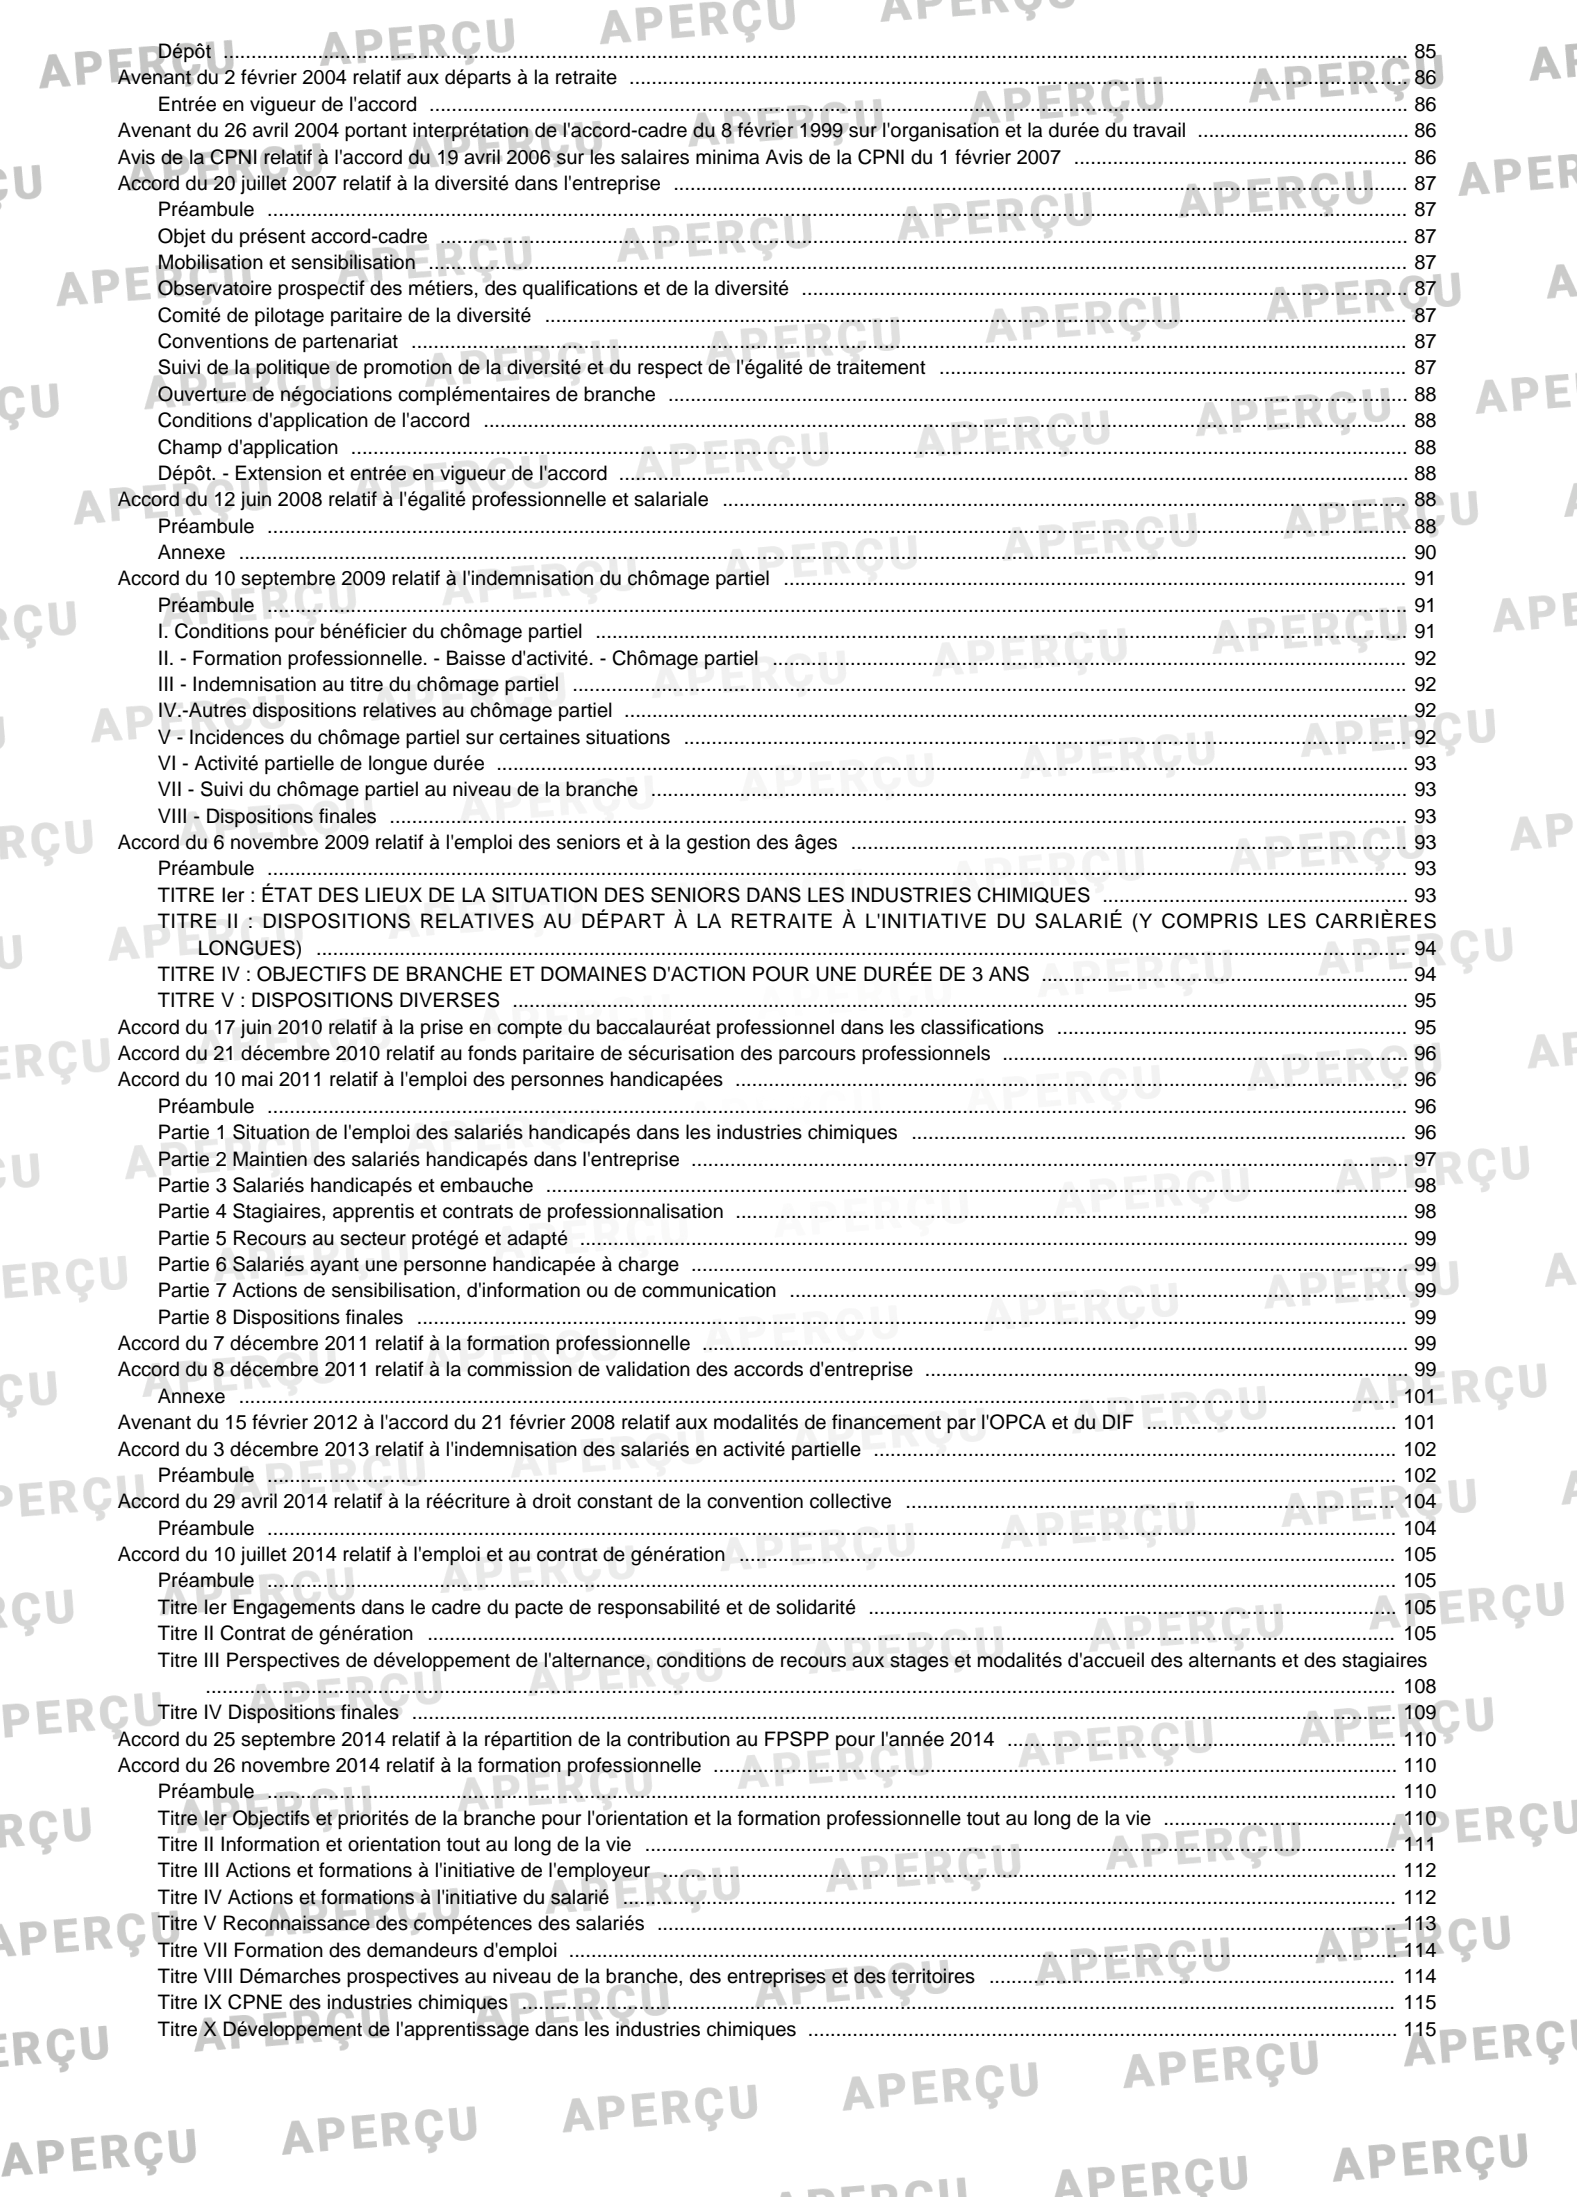 Dépôt ........ 85
Avenant du 2 février 2004 relatif aux départs à la retraite ........ 86
Entrée en vigueur de l'accord ........ 86
Avenant du 26 avril 2004 portant interprétation de l'accord-cadre du 8 février 1999 sur l'organisation et la durée du travail ........ 86
Avis de la CPNI relatif à l'accord du 19 avril 2006 sur les salaires minima Avis de la CPNI du 1 février 2007 ........ 86
Accord du 20 juillet 2007 relatif à la diversité dans l'entreprise ........ 87
Préambule ........ 87
Objet du présent accord-cadre ........ 87
Mobilisation et sensibilisation ........ 87
Observatoire prospectif des métiers, des qualifications et de la diversité ........ 87
Comité de pilotage paritaire de la diversité ........ 87
Conventions de partenariat ........ 87
Suivi de la politique de promotion de la diversité et du respect de l'égalité de traitement ........ 87
Ouverture de négociations complémentaires de branche ........ 88
Conditions d'application de l'accord ........ 88
Champ d'application ........ 88
Dépôt. - Extension et entrée en vigueur de l'accord ........ 88
Accord du 12 juin 2008 relatif à l'égalité professionnelle et salariale ........ 88
Préambule ........ 88
Annexe ........ 90
Accord du 10 septembre 2009 relatif à l'indemnisation du chômage partiel ........ 91
Préambule ........ 91
I. Conditions pour bénéficier du chômage partiel ........ 91
II. - Formation professionnelle. - Baisse d'activité. - Chômage partiel ........ 92
III - Indemnisation au titre du chômage partiel ........ 92
IV.-Autres dispositions relatives au chômage partiel ........ 92
V - Incidences du chômage partiel sur certaines situations ........ 92
VI - Activité partielle de longue durée ........ 93
VII - Suivi du chômage partiel au niveau de la branche ........ 93
VIII - Dispositions finales ........ 93
Accord du 6 novembre 2009 relatif à l'emploi des seniors et à la gestion des âges ........ 93
Préambule ........ 93
TITRE Ier : ÉTAT DES LIEUX DE LA SITUATION DES SENIORS DANS LES INDUSTRIES CHIMIQUES ........ 93
TITRE II : DISPOSITIONS RELATIVES AU DÉPART À LA RETRAITE À L'INITIATIVE DU SALARIÉ (Y COMPRIS LES CARRIÈRES
LONGUES) ........ 94
TITRE IV : OBJECTIFS DE BRANCHE ET DOMAINES D'ACTION POUR UNE DURÉE DE 3 ANS ........ 94
TITRE V : DISPOSITIONS DIVERSES ........ 95
Accord du 17 juin 2010 relatif à la prise en compte du baccalauréat professionnel dans les classifications ........ 95
Accord du 21 décembre 2010 relatif au fonds paritaire de sécurisation des parcours professionnels ........ 96
Accord du 10 mai 2011 relatif à l'emploi des personnes handicapées ........ 96
Préambule ........ 96
Partie 1 Situation de l'emploi des salariés handicapés dans les industries chimiques ........ 96
Partie 2 Maintien des salariés handicapés dans l'entreprise ........ 97
Partie 3 Salariés handicapés et embauche ........ 98
Partie 4 Stagiaires, apprentis et contrats de professionnalisation ........ 98
Partie 5 Recours au secteur protégé et adapté ........ 99
Partie 6 Salariés ayant une personne handicapée à charge ........ 99
Partie 7 Actions de sensibilisation, d'information ou de communication ........ 99
Partie 8 Dispositions finales ........ 99
Accord du 7 décembre 2011 relatif à la formation professionnelle ........ 99
Accord du 8 décembre 2011 relatif à la commission de validation des accords d'entreprise ........ 99
Annexe ........ 101
Avenant du 15 février 2012 à l'accord du 21 février 2008 relatif aux modalités de financement par l'OPCA et du DIF ........ 101
Accord du 3 décembre 2013 relatif à l'indemnisation des salariés en activité partielle ........ 102
Préambule ........ 102
Accord du 29 avril 2014 relatif à la réécriture à droit constant de la convention collective ........ 104
Préambule ........ 104
Accord du 10 juillet 2014 relatif à l'emploi et au contrat de génération ........ 105
Préambule ........ 105
Titre Ier Engagements dans le cadre du pacte de responsabilité et de solidarité ........ 105
Titre II Contrat de génération ........ 105
Titre III Perspectives de développement de l'alternance, conditions de recours aux stages et modalités d'accueil des alternants et des stagiaires
........ 108
Titre IV Dispositions finales ........ 109
Accord du 25 septembre 2014 relatif à la répartition de la contribution au FPSPP pour l'année 2014 ........ 110
Accord du 26 novembre 2014 relatif à la formation professionnelle ........ 110
Préambule ........ 110
Titre Ier Objectifs et priorités de la branche pour l'orientation et la formation professionnelle tout au long de la vie ........ 110
Titre II Information et orientation tout au long de la vie ........ 111
Titre III Actions et formations à l'initiative de l'employeur ........ 112
Titre IV Actions et formations à l'initiative du salarié ........ 112
Titre V Reconnaissance des compétences des salariés ........ 113
Titre VII Formation des demandeurs d'emploi ........ 114
Titre VIII Démarches prospectives au niveau de la branche, des entreprises et des territoires ........ 114
Titre IX CPNE des industries chimiques ........ 115
Titre X Développement de l'apprentissage dans les industries chimiques ........ 115
APERÇU